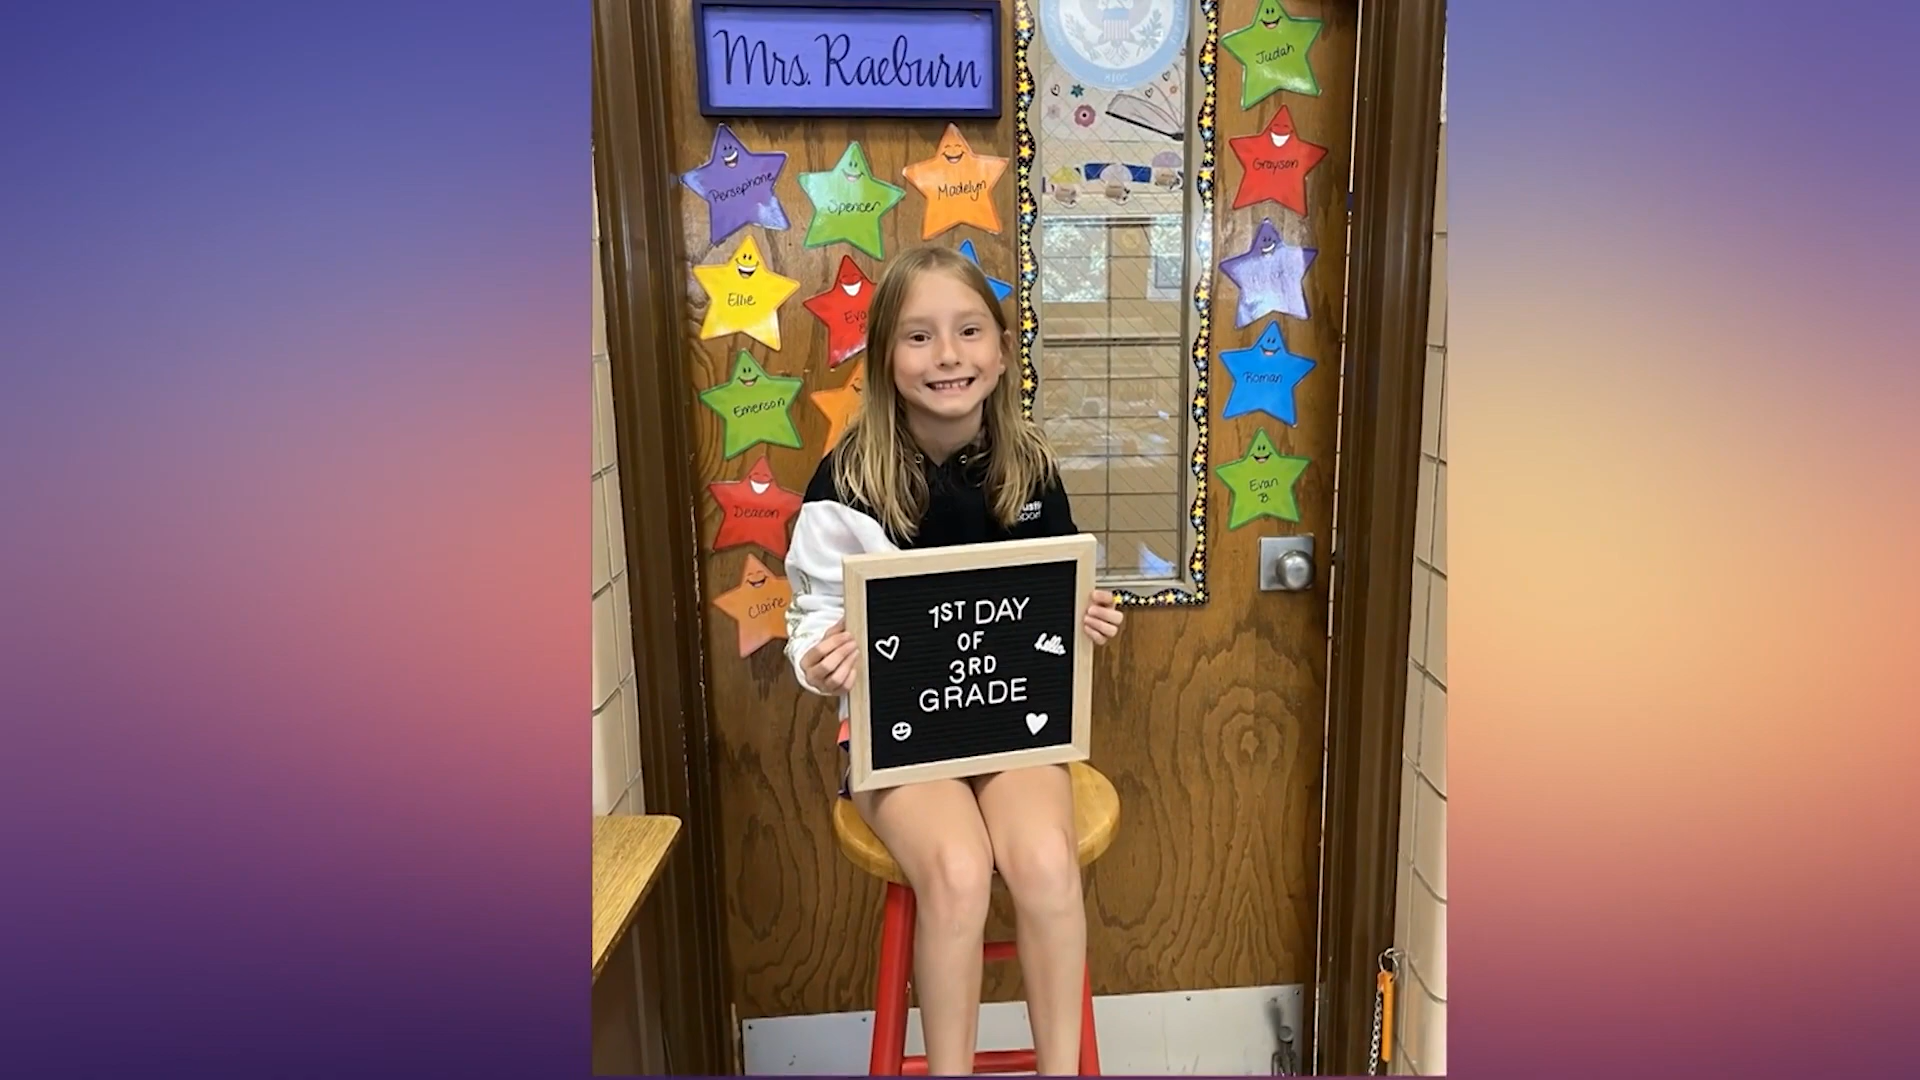 Mrs. Raeburn
Judah
Persephone
Spencer
Madelyn
Grayson
Ellie
Roman
Emerson
Evan
B.
Deacon
Claire
1ST DAY
OF
3RD
GRADE
hello